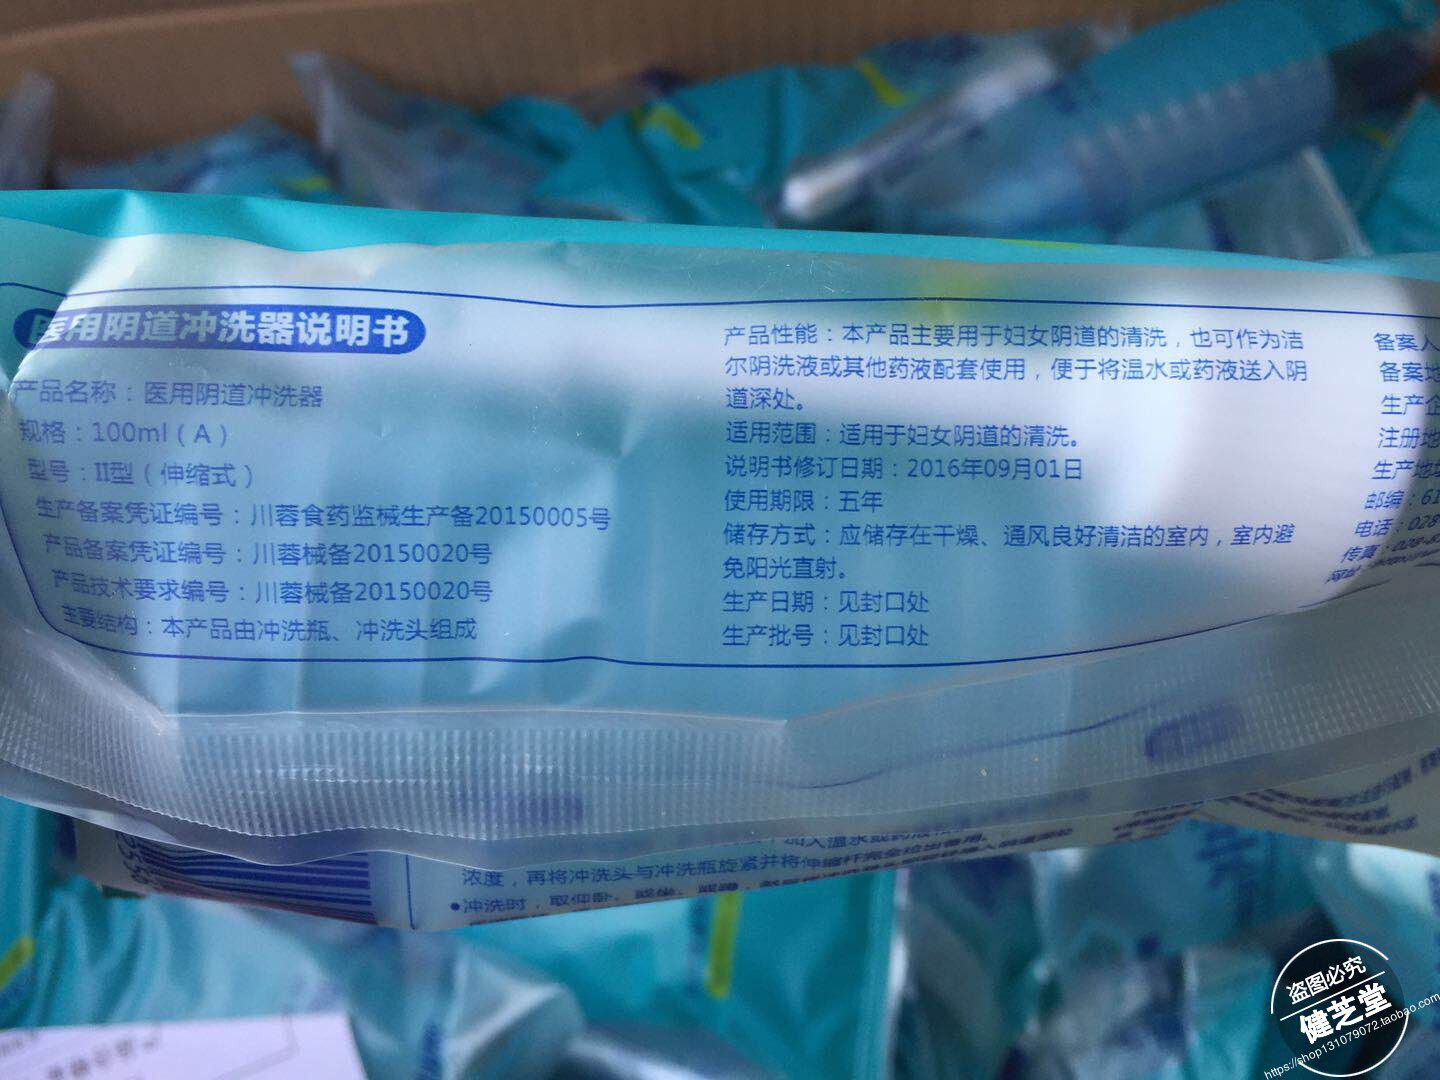 医用阴道冲洗器说明书
产品名称：医用阴道冲洗器
规格：100ml（A）
型号：II型（伸缩式）
生产备案凭证编号：川蓉食药监械生产备20150005号
产品备案凭证编号：川蓉械备20150020号
产品技术要求编号：川蓉械备20150020号
主要结构：本产品由冲洗瓶、冲洗头组成
产品性能：本产品主要用于妇女阴道的清洗，也可作为洁
尔阴洗液或其他药液配套使用，便于将温水或药液送入阴
道深处。
适用范围：适用于妇女阴道的清洗。
说明书修订日期：2016年09月01日
使用期限：五年
储存方式：应储存在干燥、通风良好清洁的室内，室内避
免阳光直射。
生产日期：见封口处
生产批号：见封口处
备案人
备案地
生产企
注册地
生产地址
邮编：61
电话：028
传真：028-8
网址
加入温水或药液
浓度，再将冲洗头与冲洗瓶旋紧并将伸缩杆完全拉出备用。
•冲洗时，取仰卧、
盗图必究
健芝堂
https://shop131079072.taobao.com